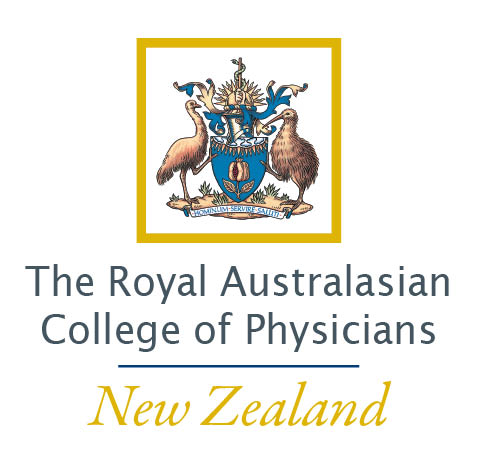 HOMINUM·SERVIRE·SALUTI
The Royal Australasian
College of Physicians
New Zealand